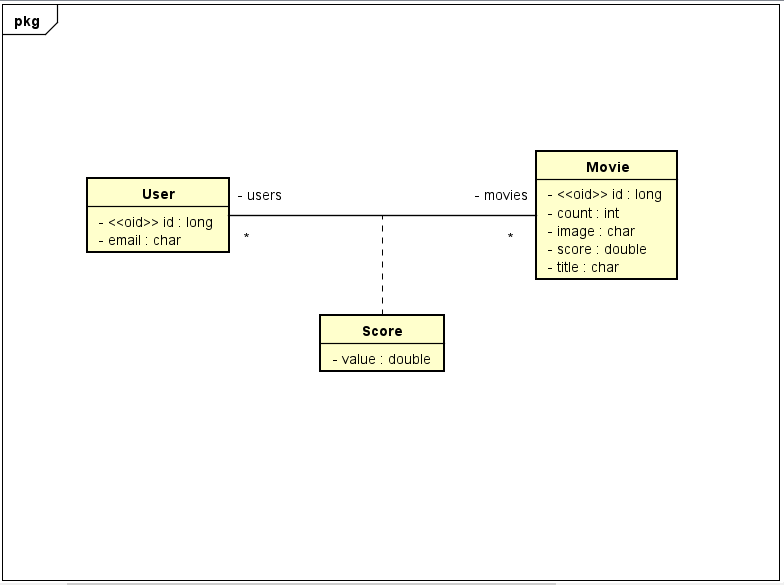 pkg
User
- <<oid>> id : long
- email : char
- users
*
- movies
*
Movie
- <<oid>> id : long
- count : int
- image : char
- score : double
- title : char
Score
- value : double